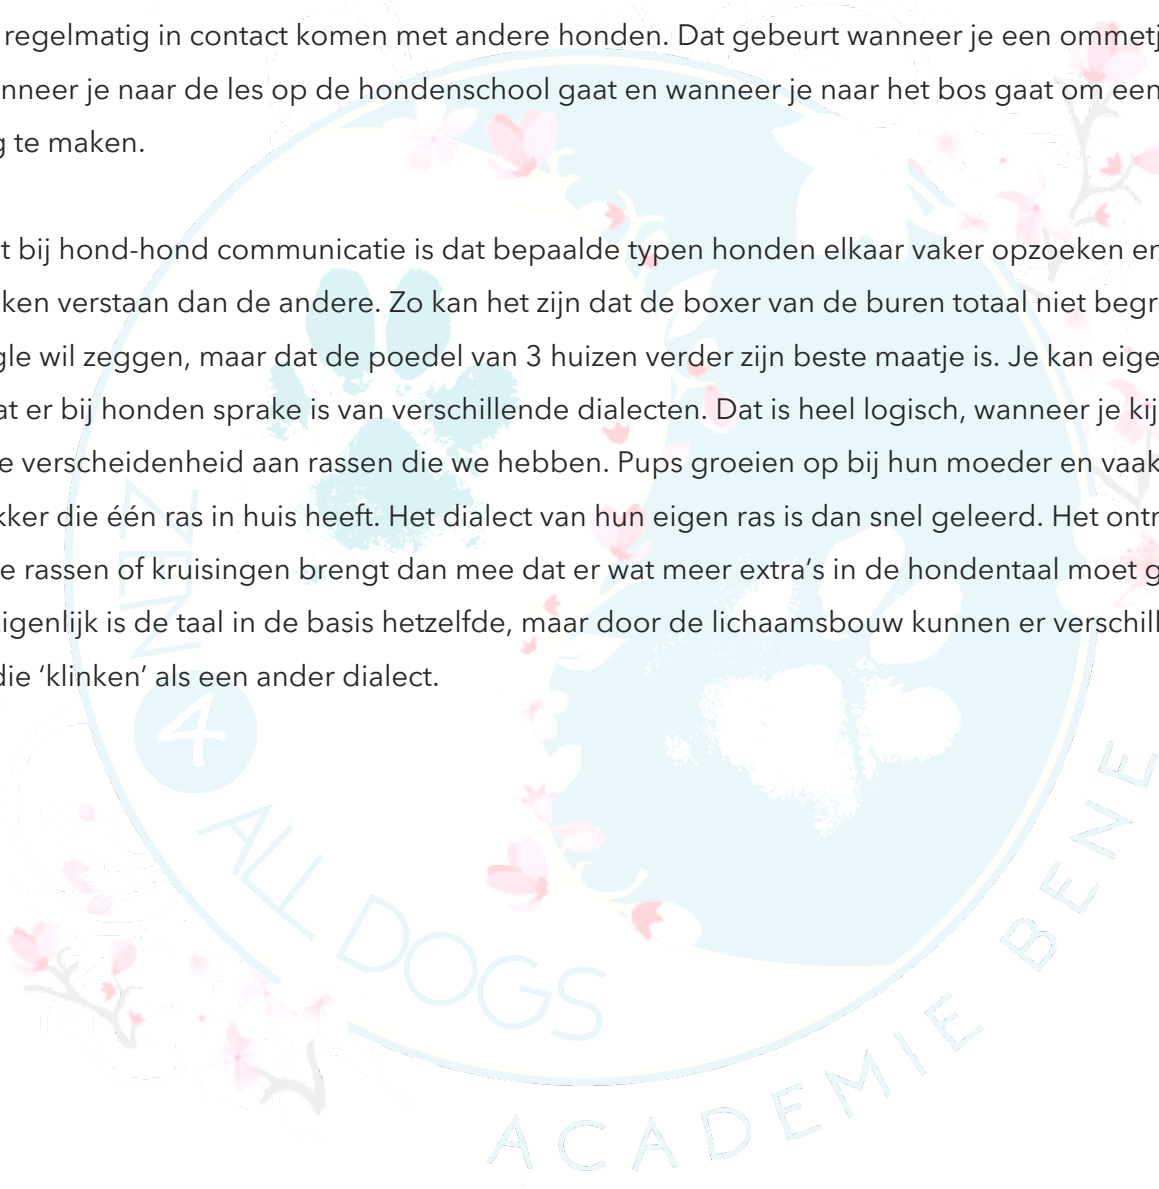 regelmatig in contact komen met andere honden. Dat gebeurt wanneer je een ommetj
nneer je naar de les op de hondenschool gaat en wanneer je naar het bos gaat om een
g te maken.
t bij hond-hond communicatie is dat bepaalde typen honden elkaar vaker opzoeken en
ken verstaan dan de andere. Zo kan het zijn dat de boxer van de buren totaal niet begr
gle wil zeggen, maar dat de poedel van 3 huizen verder zijn beste maatje is. Je kan eige
at er bij honden sprake is van verschillende dialecten. Dat is heel logisch, wanneer je kij
e verscheidenheid aan rassen die we hebben. Pups groeien op bij hun moeder en vaak
kker die één ras in huis heeft. Het dialect van hun eigen ras is dan snel geleerd. Het ontm
e rassen of kruisingen brengt dan mee dat er wat meer extra’s in de hondentaal moet g
igenlijk is de taal in de basis hetzelfde, maar door de lichaamsbouw kunnen er verschill
die ‘klinken’ als een ander dialect.
ZEN 4 ALL DOGS
ACADEMIE BENE